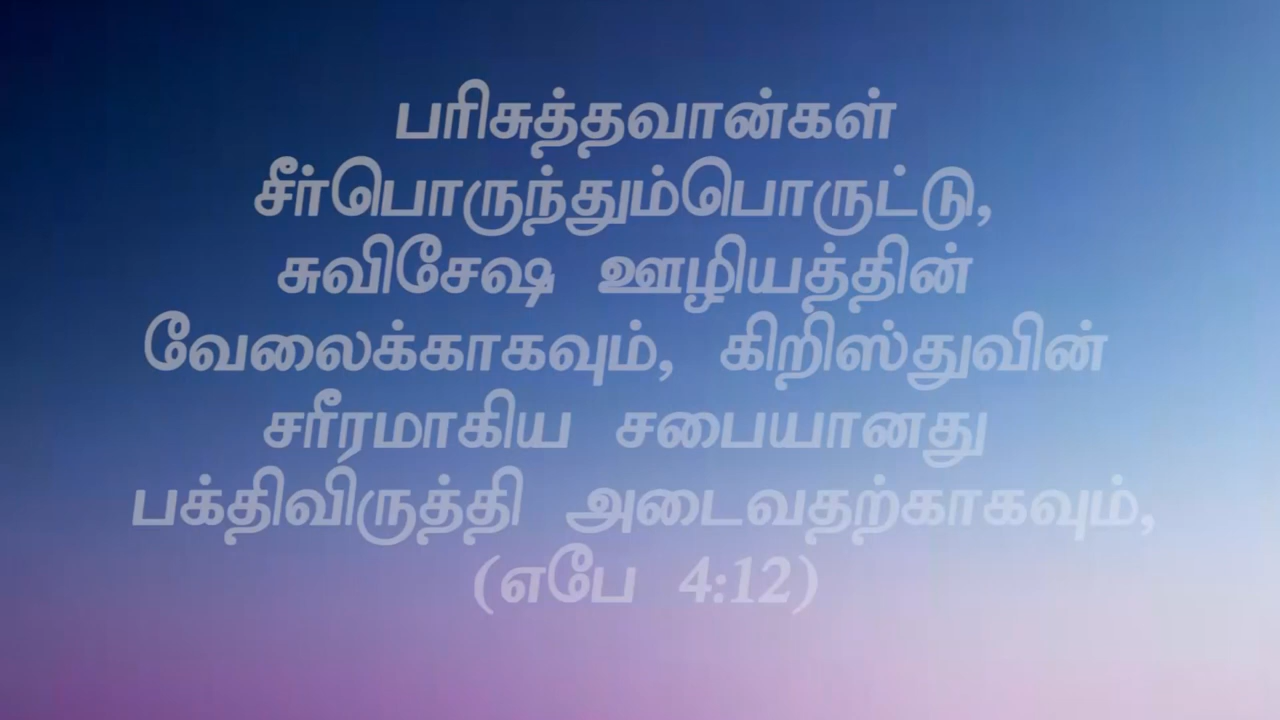 பரிசுத்தவான்கள்
சீர்பொருந்தும்பொருட்டு,
சுவிசேஷ ஊழியத்தின்
வேலைக்காகவும், கிறிஸ்துவின்
சரீரமாகிய சபையானது
பக்திவிருத்தி அடைவதற்காகவும்,
(எபே 4:12)